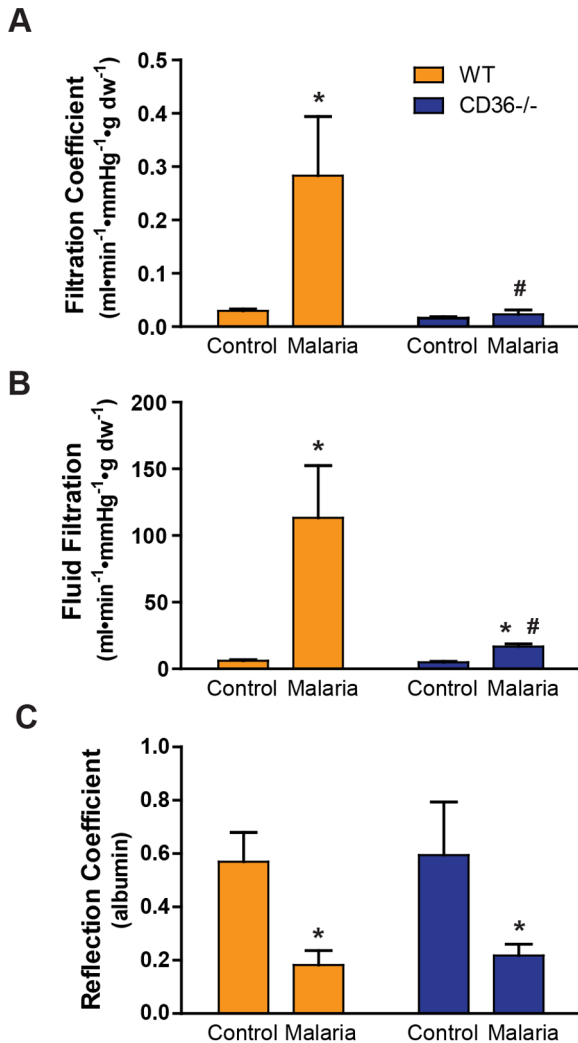 A
Filtration Coefficient
(ml•min⁻¹•mmHg⁻¹•g dw⁻¹)
0.5
0.4
0.3
0.2
0.1
0.0
WT
CD36-/-
*
#
Control Malaria Control Malaria
B
Fluid Filtration
(ml•min⁻¹•mmHg⁻¹•g dw⁻¹)
200
150
100
50
0
*
* #
Control Malaria Control Malaria
C
Reflection Coefficient
(albumin)
1.0
0.8
0.6
0.4
0.2
0.0
*
*
Control Malaria Control Malaria